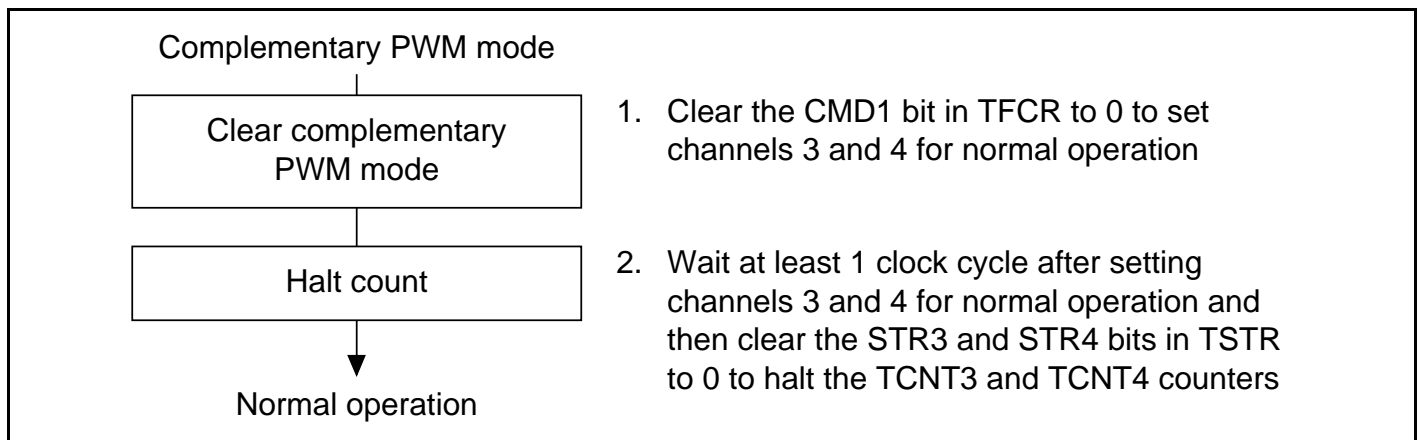 Complementary PWM mode
Clear complementary
PWM mode
1. Clear the CMD1 bit in TFCR to 0 to set
channels 3 and 4 for normal operation
Halt count
2. Wait at least 1 clock cycle after setting
channels 3 and 4 for normal operation and
then clear the STR3 and STR4 bits in TSTR
to 0 to halt the TCNT3 and TCNT4 counters
Normal operation